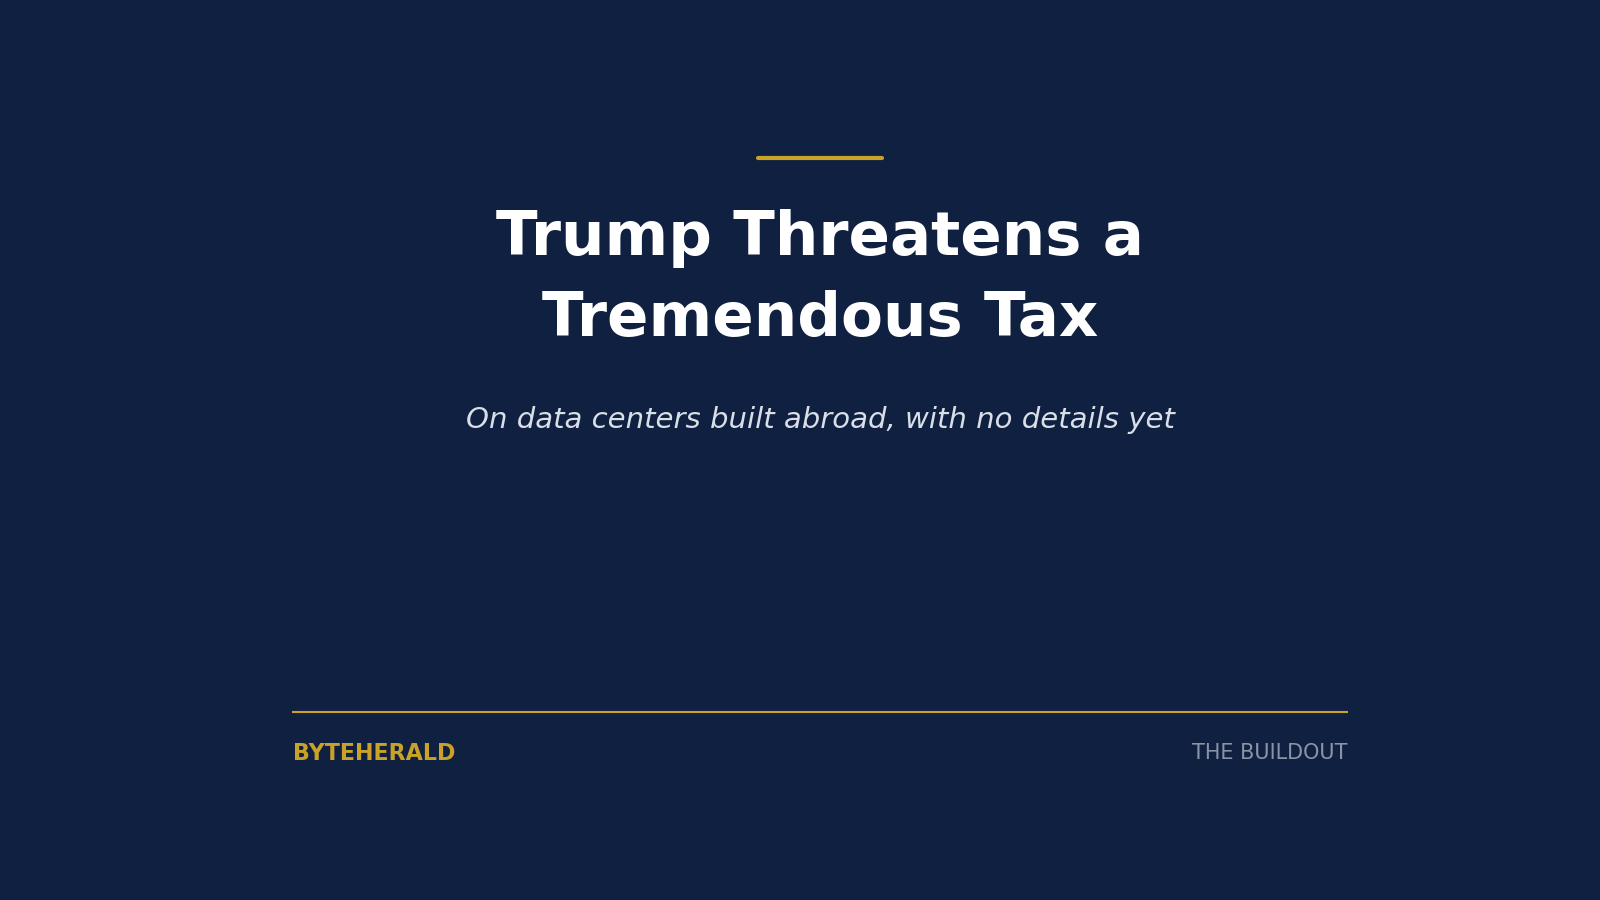 Trump Threatens a
Tremendous Tax
On data centers built abroad, with no details yet
BYTEHERALD
THE BUILDOUT